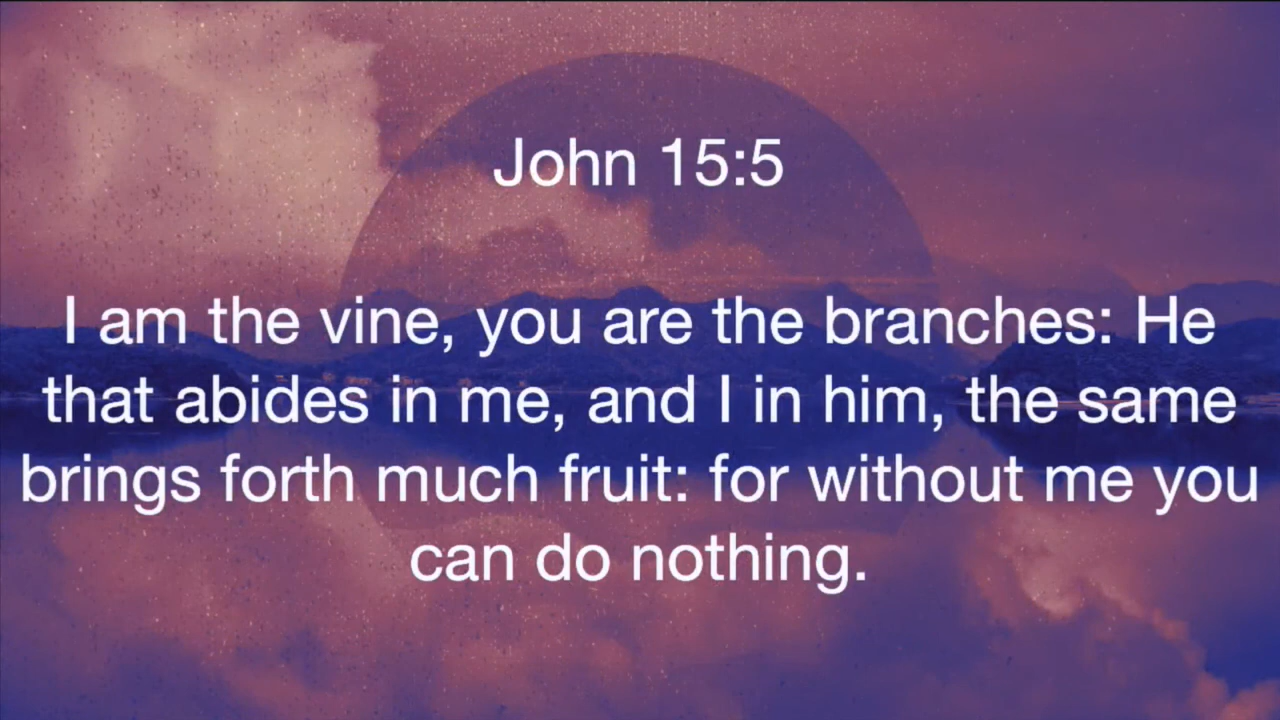 John 15:5
I am the vine, you are the branches: He
that abides in me, and I in him, the same
brings forth much fruit: for without me you
can do nothing.